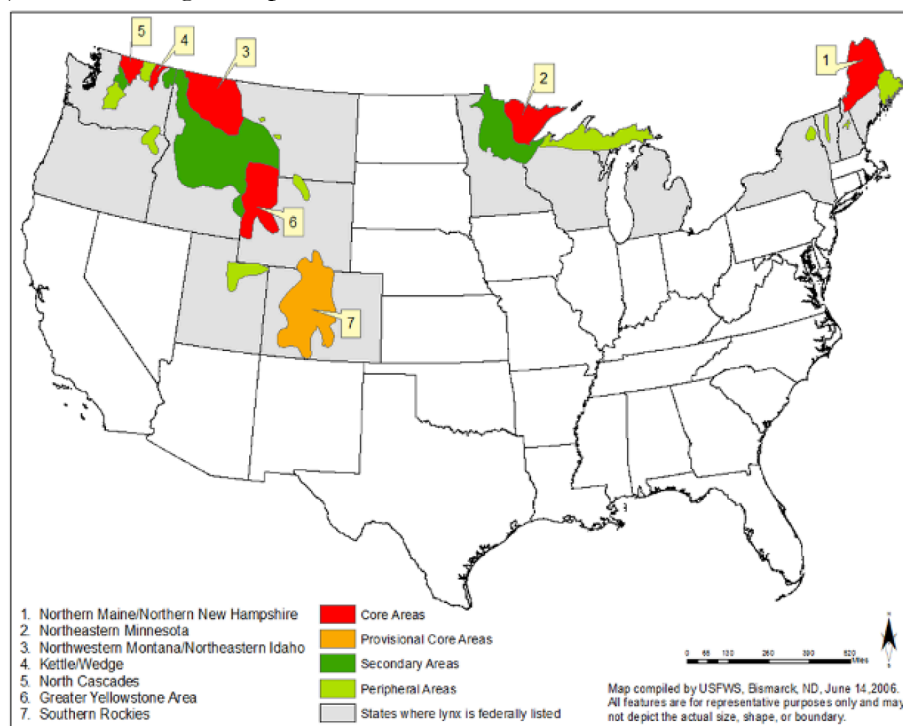 5
4
3
2
1
6
7
1. Northern Maine/Northern New Hampshire
2. Northeastern Minnesota
3. Northwestern Montana/Northeastern Idaho
4. Kettle/Wedge
5. North Cascades
6. Greater Yellowstone Area
7. Southern Rockies
Core Areas
Provisional Core Areas
Secondary Areas
Peripheral Areas
States where lynx is federally listed
Miles
Map compiled by USFWS, Bismarck, ND, June 14,2006.
All features are for representative purposes only and may
not depict the actual size, shape, or boundary.